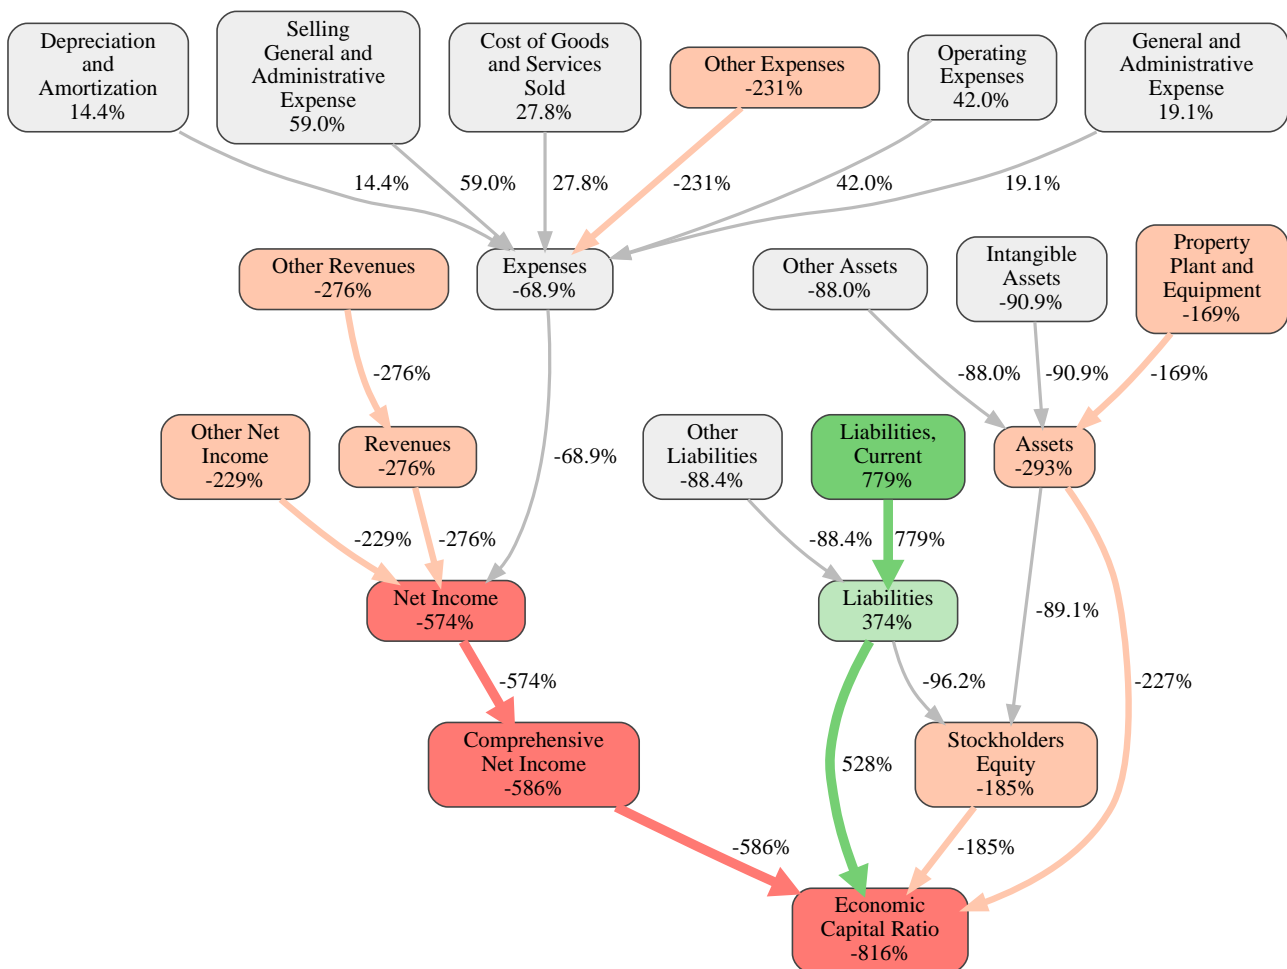 Depreciation
and
Amortization
14.4%
Selling
General and
Administrative
Expense
59.0%
Cost of Goods
and Services
Sold
27.8%
Other Expenses
-231%
Operating
Expenses
42.0%
General and
Administrative
Expense
19.1%
14.4%
59.0%
27.8%
-231%
42.0%
19.1%
Other Revenues
-276%
Expenses
-68.9%
Other Assets
-88.0%
Intangible
Assets
-90.9%
Property
Plant and
Equipment
-169%
-276%
-88.0%
-90.9%
-169%
Other Net
Income
-229%
Revenues
-276%
-68.9%
Other
Liabilities
-88.4%
Liabilities,
Current
779%
Assets
-293%
-229%
-276%
-88.4%
779%
Net Income
-574%
Liabilities
374%
-89.1%
-574%
-96.2%
-227%
Comprehensive
Net Income
-586%
528%
Stockholders
Equity
-185%
-586%
-185%
Economic
Capital Ratio
-816%